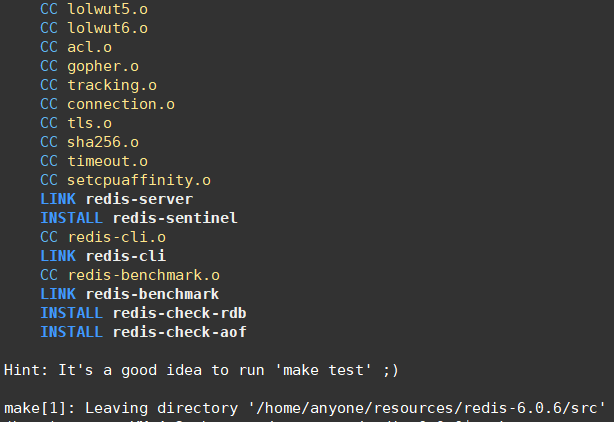 CC lolwut5.o
CC lolwut6.o
CC acl.o
CC gopher.o
CC tracking.o
CC connection.o
CC tls.o
CC sha256.o
CC timeout.o
CC setcpuaffinity.o
LINK redis-server
INSTALL redis-sentinel
CC redis-cli.o
LINK redis-cli
CC redis-benchmark.o
LINK redis-benchmark
INSTALL redis-check-rdb
INSTALL redis-check-aof
Hint: It's a good idea to run 'make test' ;)
make[1]: Leaving directory '/home/anyone/resources/redis-6.0.6/src'